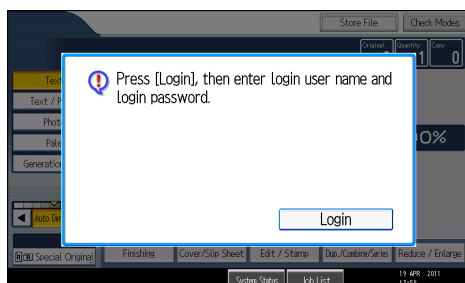 Store File
Check Modes
Original
Quantity
Copy
1
0
Press [Login], then enter login user name and
login password.
Text
Text / P
Phot
Pale
Generation
0%
Login
Auto Den
Special Original
Finishing
Cover/Slip Sheet
Edit / Stamp
Dup./Combine/Series
Reduce / Enlarge
System Status
Job List
19 APR 2011